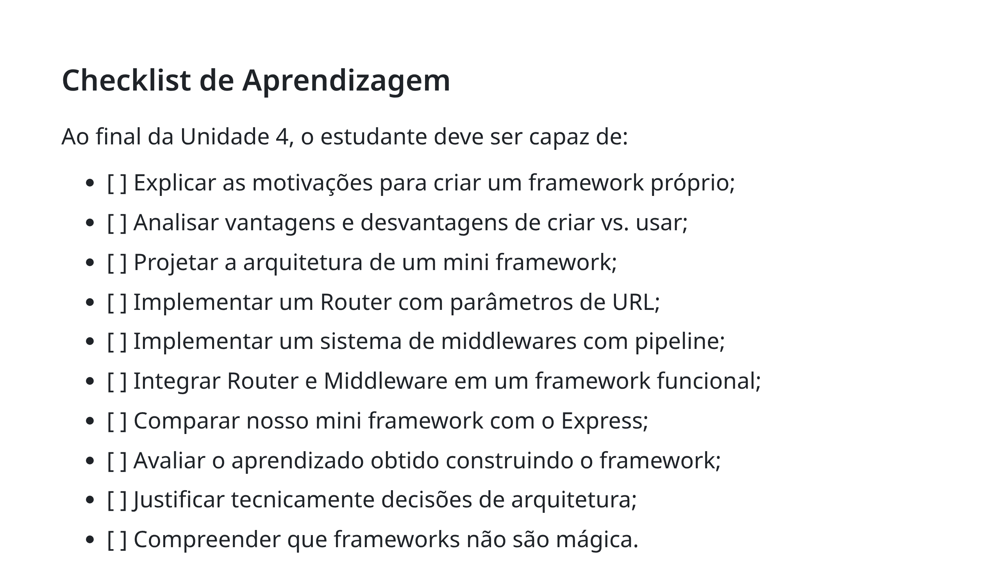 Checklist de Aprendizagem
Ao final da Unidade 4, o estudante deve ser capaz de:
• [ ] Explicar as motivações para criar um framework próprio;
• [ ] Analisar vantagens e desvantagens de criar vs. usar;
• [ ] Projetar a arquitetura de um mini framework;
• [ ] Implementar um Router com parâmetros de URL;
• [ ] Implementar um sistema de middlewares com pipeline;
• [ ] Integrar Router e Middleware em um framework funcional;
• [ ] Comparar nosso mini framework com o Express;
• [ ] Avaliar o aprendizado obtido construindo o framework;
• [ ] Justificar tecnicamente decisões de arquitetura;
• [ ] Compreender que frameworks não são mágica.